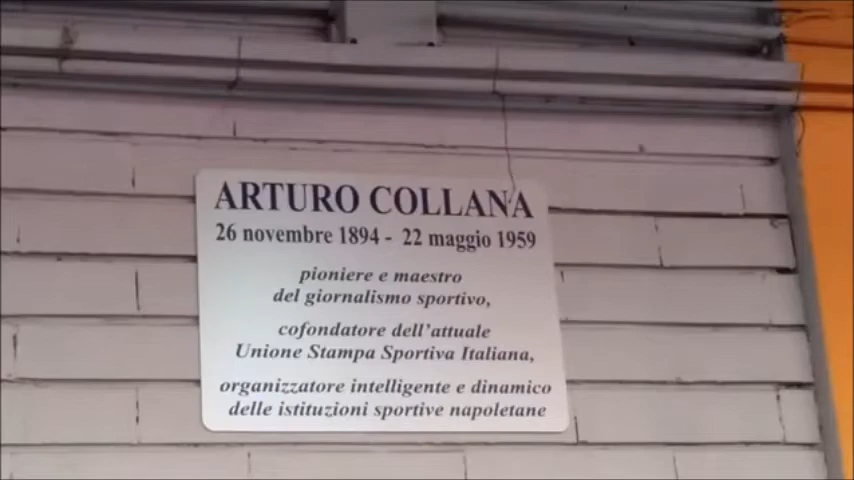 ARTURO COLLANA
26 novembre 1894 - 22 maggio 1959
pioniere e maestro
del giornalismo sportivo,
cofondatore dell'attuale
Unione Stampa Sportiva Italiana,
organizzatore intelligente e dinamico
delle istituzioni sportive napoletane